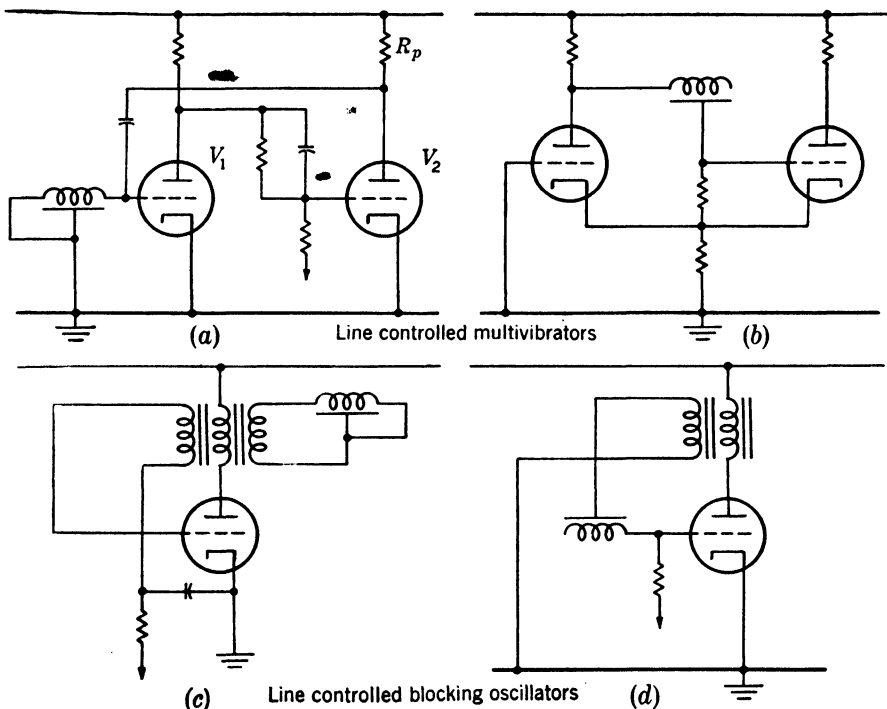 R_p
V_1
V_2
(a)
Line controlled multivibrators
(b)
(c)
Line controlled blocking oscillators
(d)